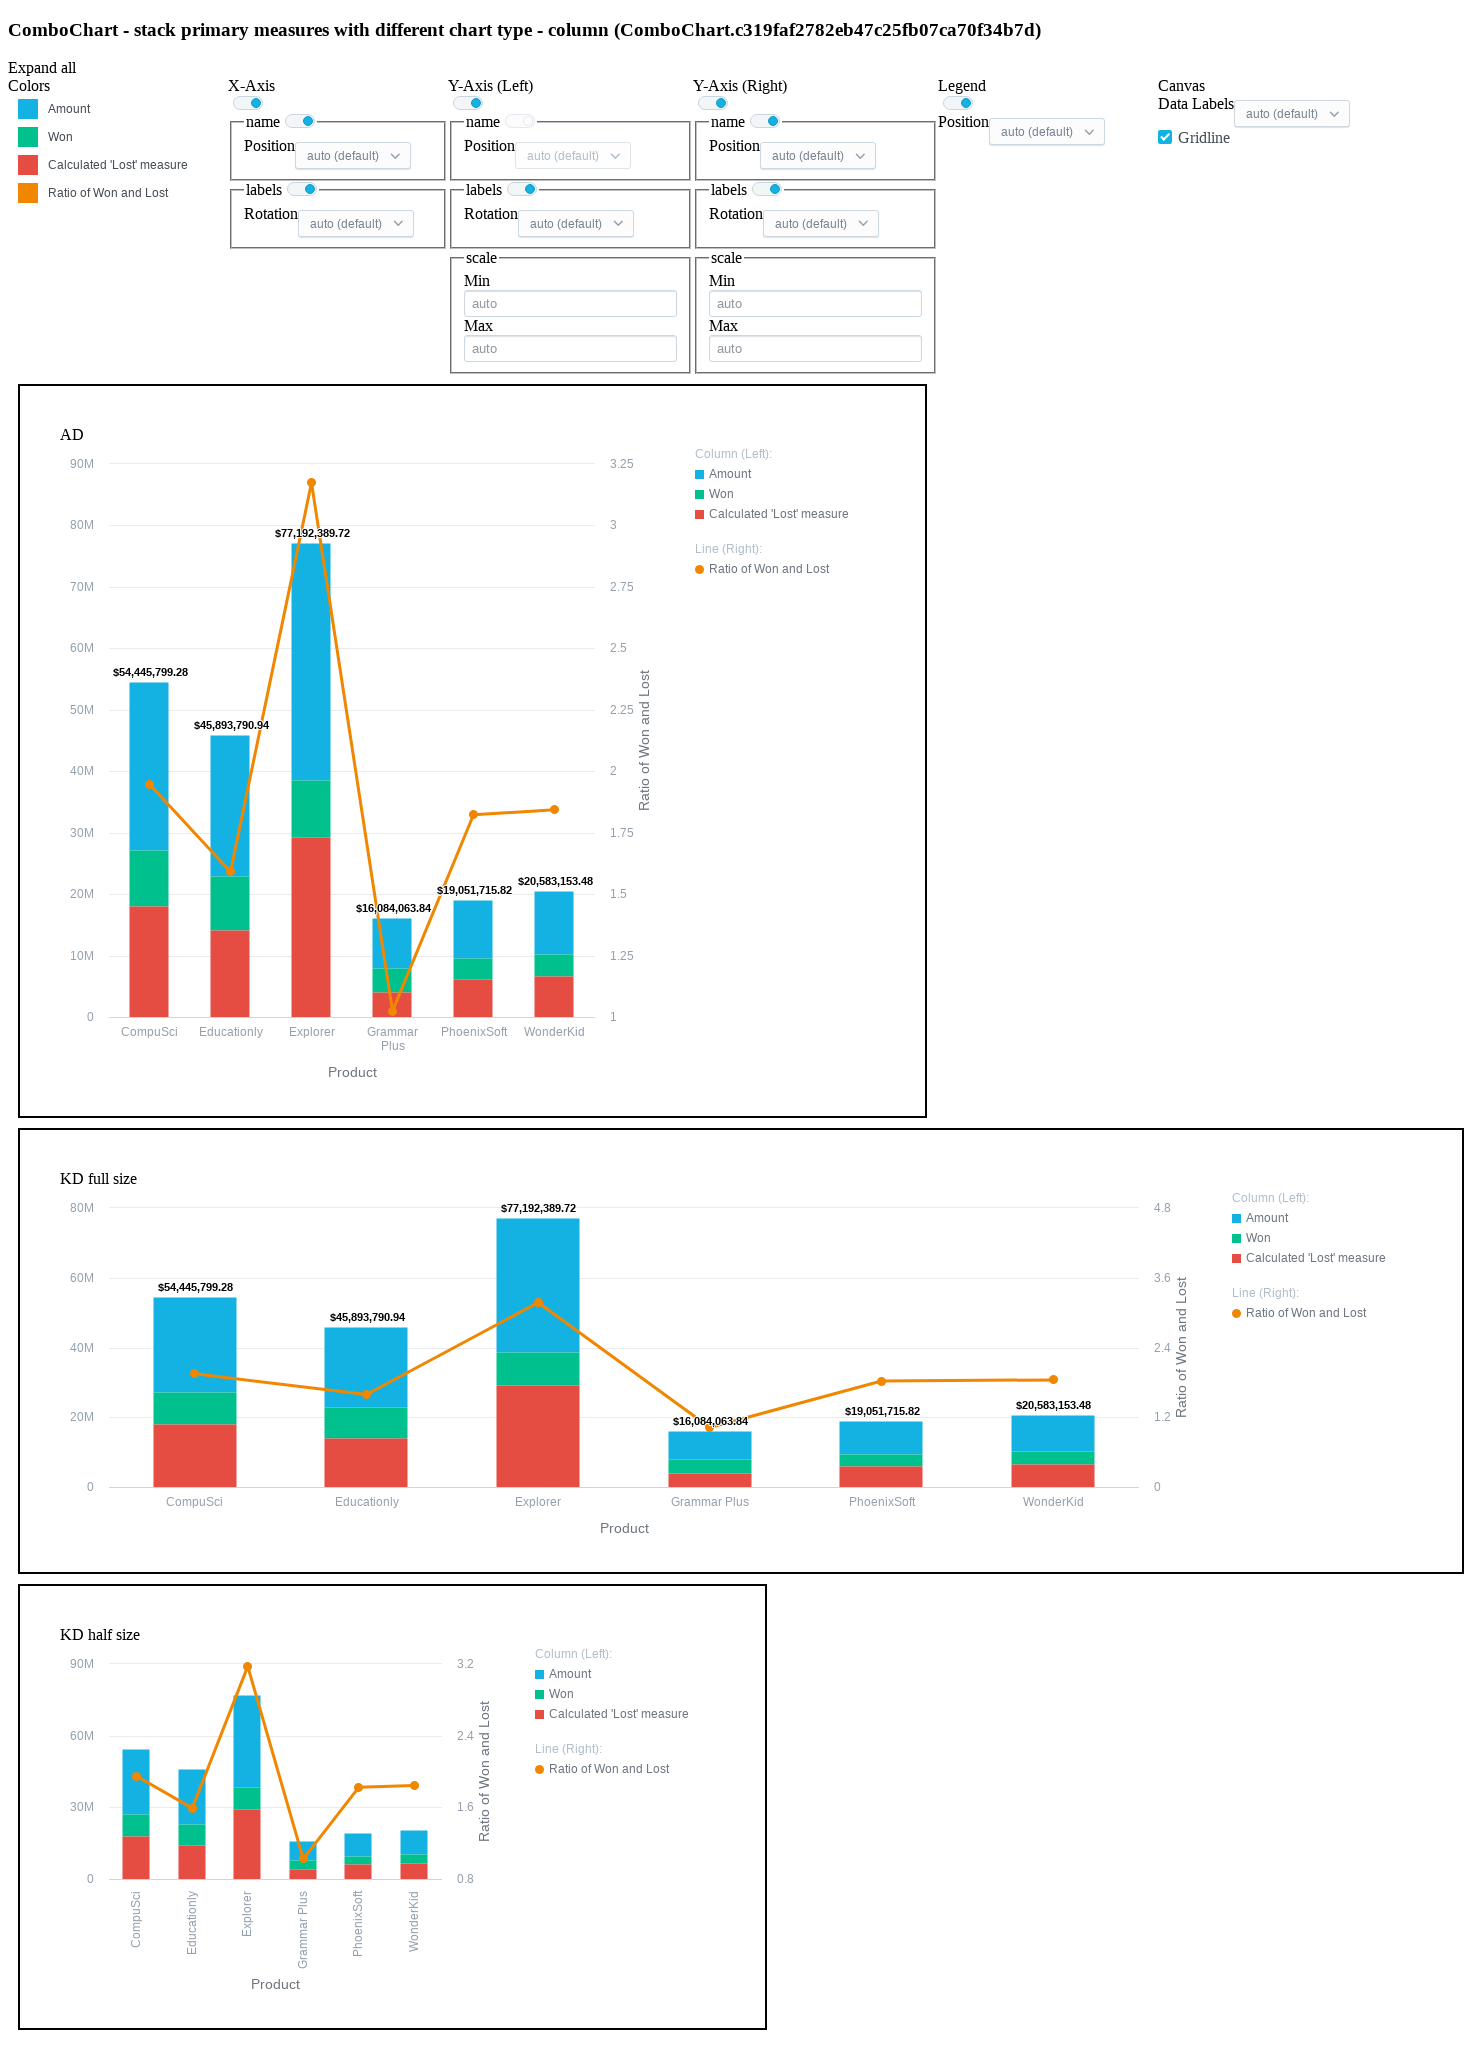 ComboChart - stack primary measures with different chart type - column (ComboChart.c319faf2782eb47c25fb07ca70f34b7d)
Expand all
Colors
Amount
Won
Calculated 'Lost' measure
Ratio of Won and Lost
X-Axis
name
Position auto (default)
labels
Rotation auto (default)
Y-Axis (Left)
name
Position auto (default)
labels
Rotation auto (default)
scale
Min
auto
Max
auto
Y-Axis (Right)
name
Position auto (default)
labels
Rotation auto (default)
scale
Min
auto
Max
auto
Legend
Position auto (default)
Canvas
Data Labels auto (default)
Gridline
AD
90M
80M
70M
60M
50M
40M
30M
20M
10M
0
$54,445,799.28
$45,893,790.94
$77,192,389.72
$16,084,063.84
$19,051,715.82
$20,583,153.48
3.25
3
2.75
2.5
2.25
2
1.75
1.5
1.25
1
Ratio of Won and Lost
CompuSci
Educationly
Explorer
Grammar
Plus
PhoenixSoft
WonderKid
Product
Column (Left):
Amount
Won
Calculated 'Lost' measure
Line (Right):
Ratio of Won and Lost
KD full size
80M
60M
40M
20M
0
$54,445,799.28
$45,893,790.94
$77,192,389.72
$16,084,063.84
$19,051,715.82
$20,583,153.48
4.8
3.6
2.4
1.2
0
Ratio of Won and Lost
CompuSci
Educationly
Explorer
Grammar Plus
PhoenixSoft
WonderKid
Product
Column (Left):
Amount
Won
Calculated 'Lost' measure
Line (Right):
Ratio of Won and Lost
KD half size
90M
60M
30M
0
3.2
2.4
1.6
0.8
Ratio of Won and Lost
CompuSci
Educationly
Explorer
Grammar Plus
PhoenixSoft
WonderKid
Product
Column (Left):
Amount
Won
Calculated 'Lost' measure
Line (Right):
Ratio of Won and Lost